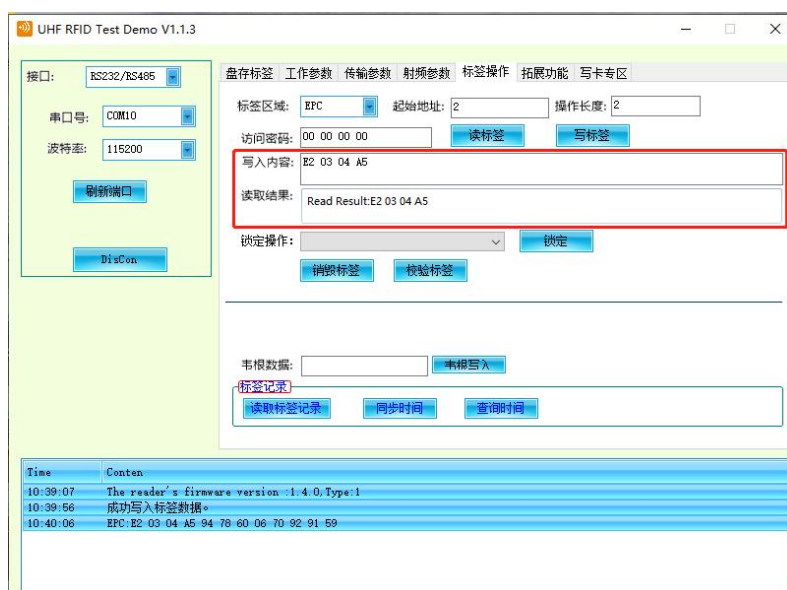 UHF RFID Test Demo V1.1.3
接口: RS232/RS485
串口号: COM10
波特率: 115200
刷新端口
DisCon
盘存标签 工作参数 传输参数 射频参数 标签操作 拓展功能 写卡专区
标签区域: EPC 起始地址: 2 操作长度: 2
访问密码: 00 00 00 00 读标签 写标签
写入内容: E2 03 04 A5
读取结果: Read Result:E2 03 04 A5
锁定操作: 锁定
销毁标签 校验标签
韦根数据: 韦根写入
标签记录
读取标签记录 同步时间 查询时间
Time Conten
10:39:07 The reader's firmware version :1.4.0,Type:1
10:39:56 成功写入标签数据。
10:40:06 EPC:E2 03 04 A5 94 78 60 06 70 92 91 59